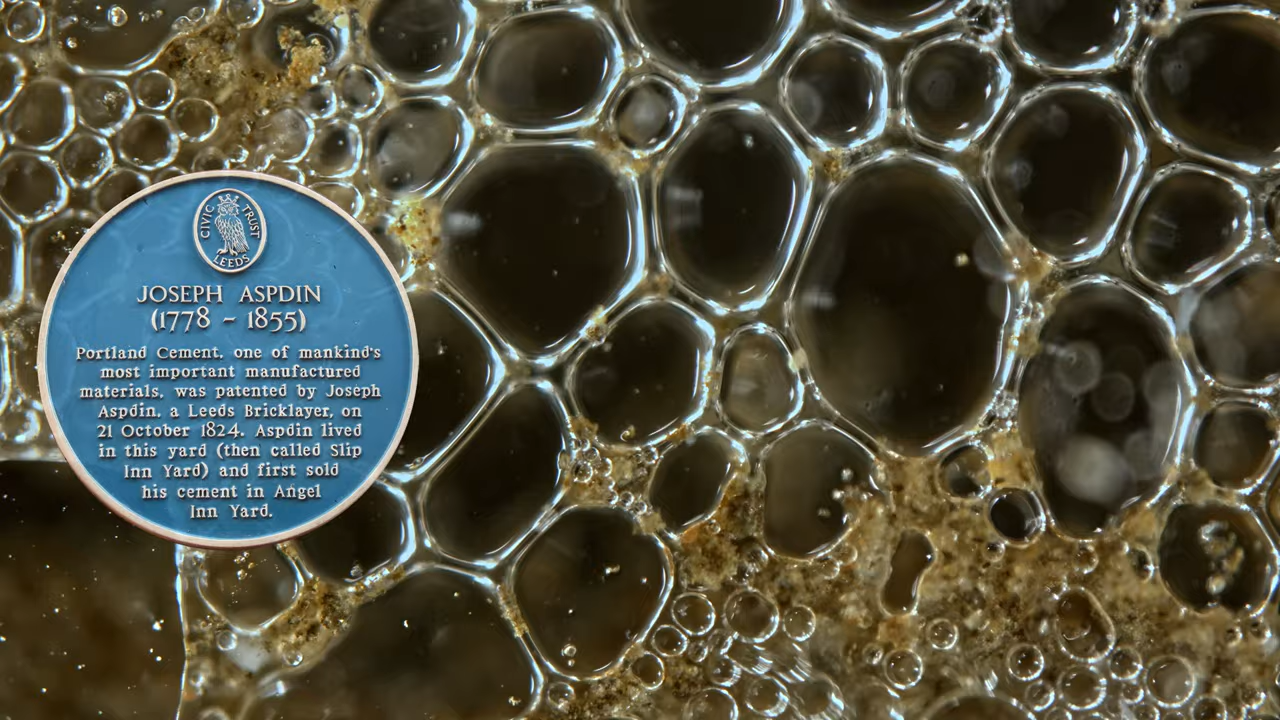 CIVIC TRUST
LEEDS
JOSEPH ASPDIN
(1778 ~ 1855)
Portland Cement, one of mankind's
most important manufactured
materials, was patented by Joseph
Aspdin, a Leeds Bricklayer, on
21 October 1824. Aspdin lived
in this yard (then called Slip
Inn Yard) and first sold
his cement in Angel
Inn Yard.